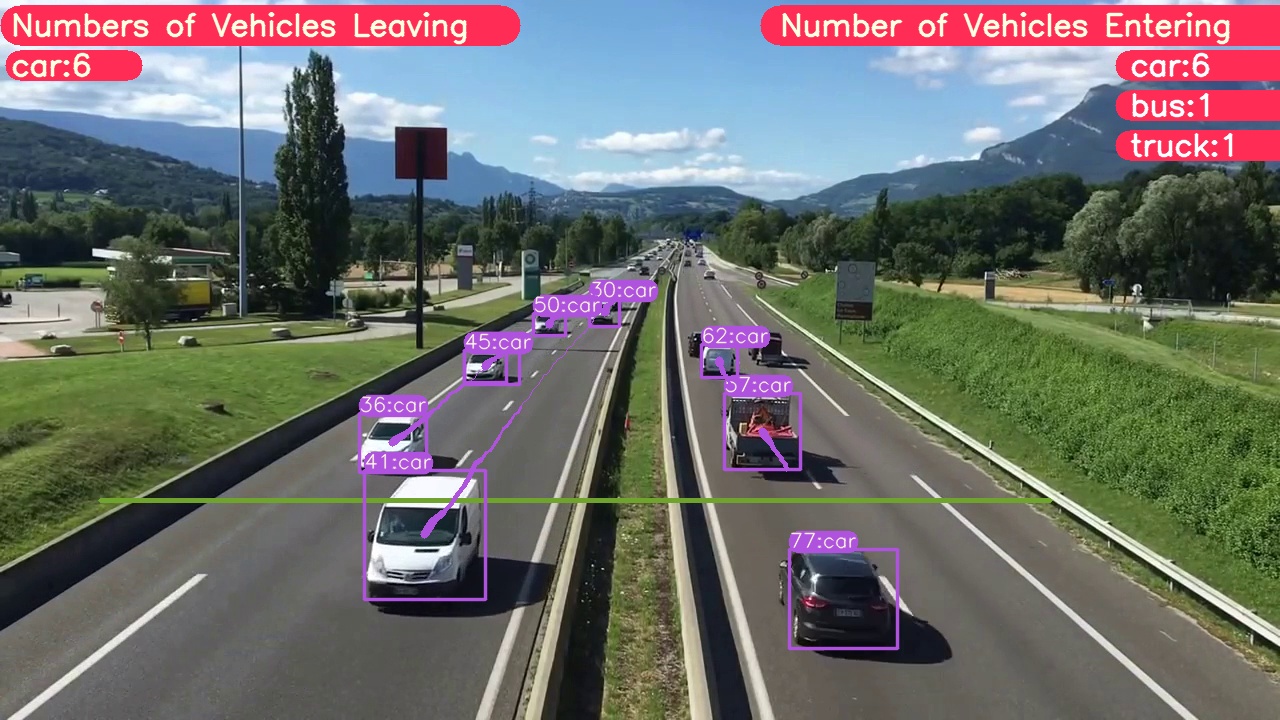 Numbers of Vehicles Leaving
Number of Vehicles Entering
car:6
car:6
bus:1
truck:1
30:car
50:car
62:car
45:car
57:car
36:car
41:car
77:car